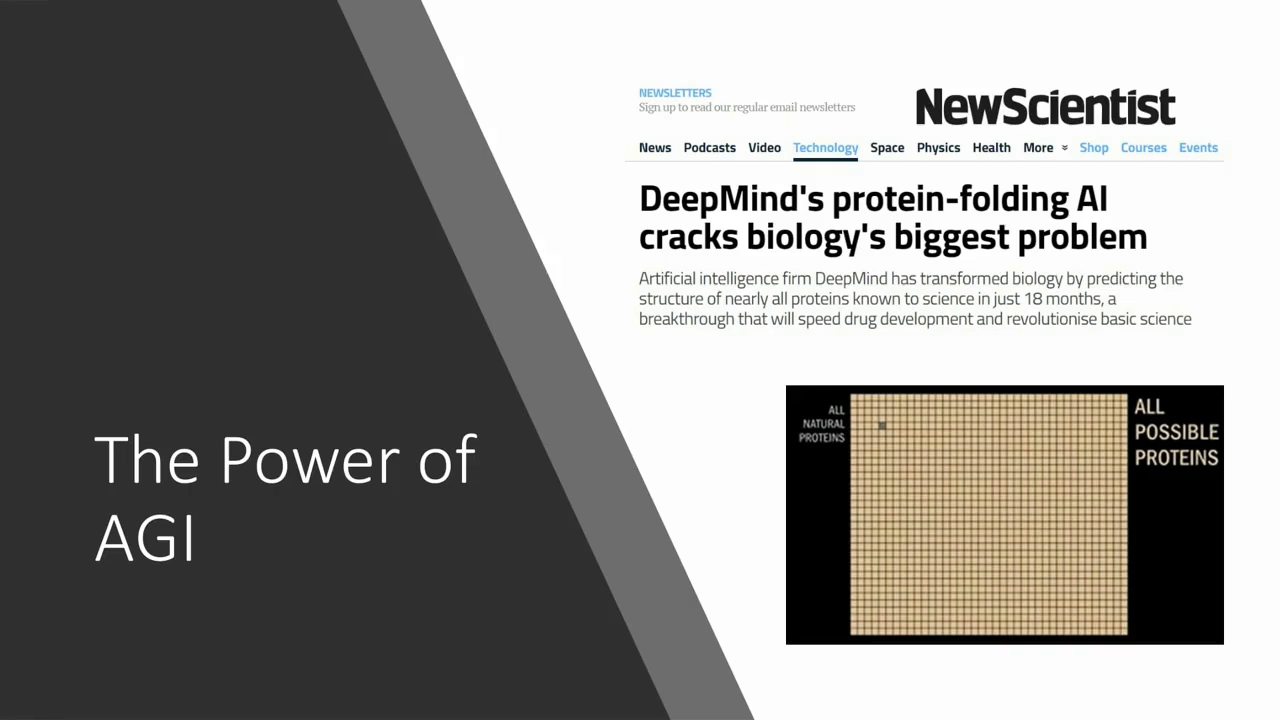 The Power of
AGI
NEWSLETTERS
Sign up to read our regular email newsletters
NewScientist
News Podcasts Video Technology Space Physics Health More Shop Courses Events
DeepMind's protein-folding AI
cracks biology's biggest problem
Artificial intelligence firm DeepMind has transformed biology by predicting the
structure of nearly all proteins known to science in just 18 months, a
breakthrough that will speed drug development and revolutionise basic science
ALL
NATURAL
PROTEINS
ALL
POSSIBLE
PROTEINS